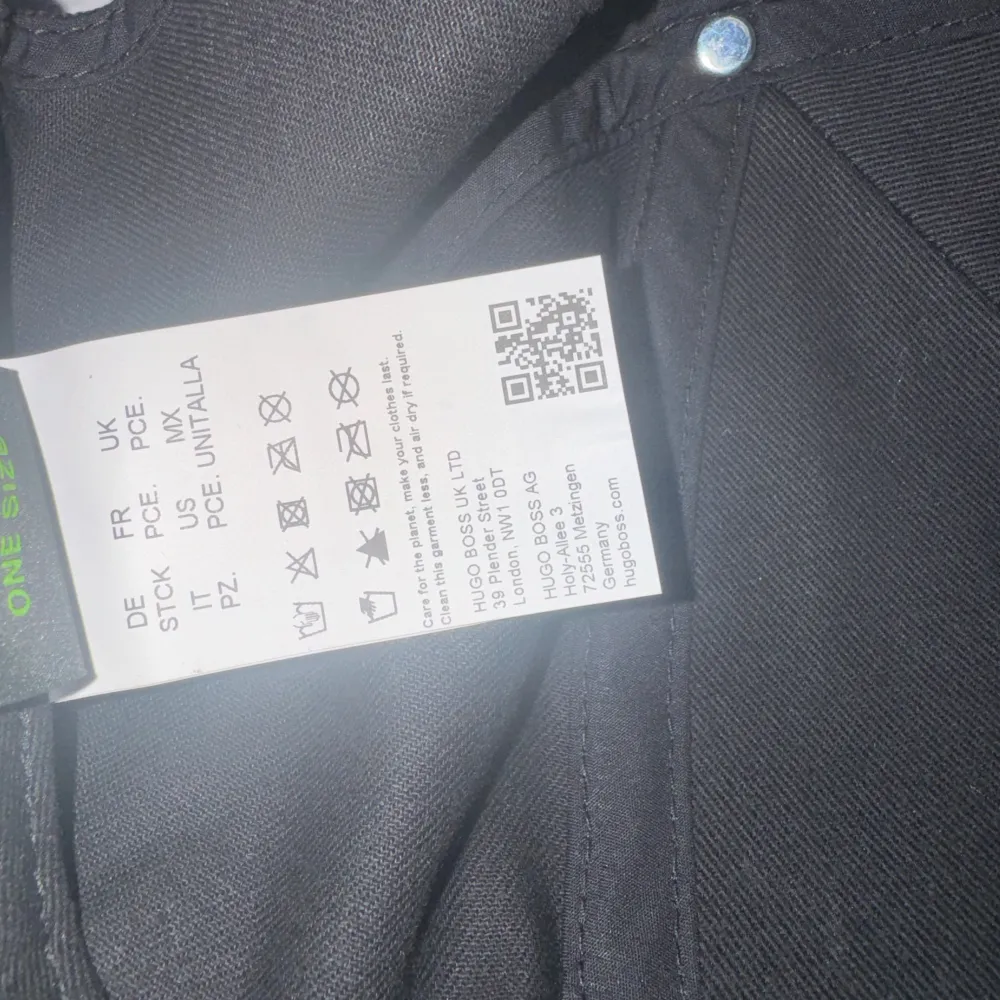 ONE SIZE
DE FR UK
STCK PCE. PCE.
IT US MX
PZ. PCE. UNITALLA
Care for the planet, make your clothes last.
Clean this garment less, and air dry if required.
HUGO BOSS UK LTD
39 Plender Street
London, NW1 0DT
HUGO BOSS AG
Holy-Allee 3
72555 Metzingen
Germany
hugoboss.com